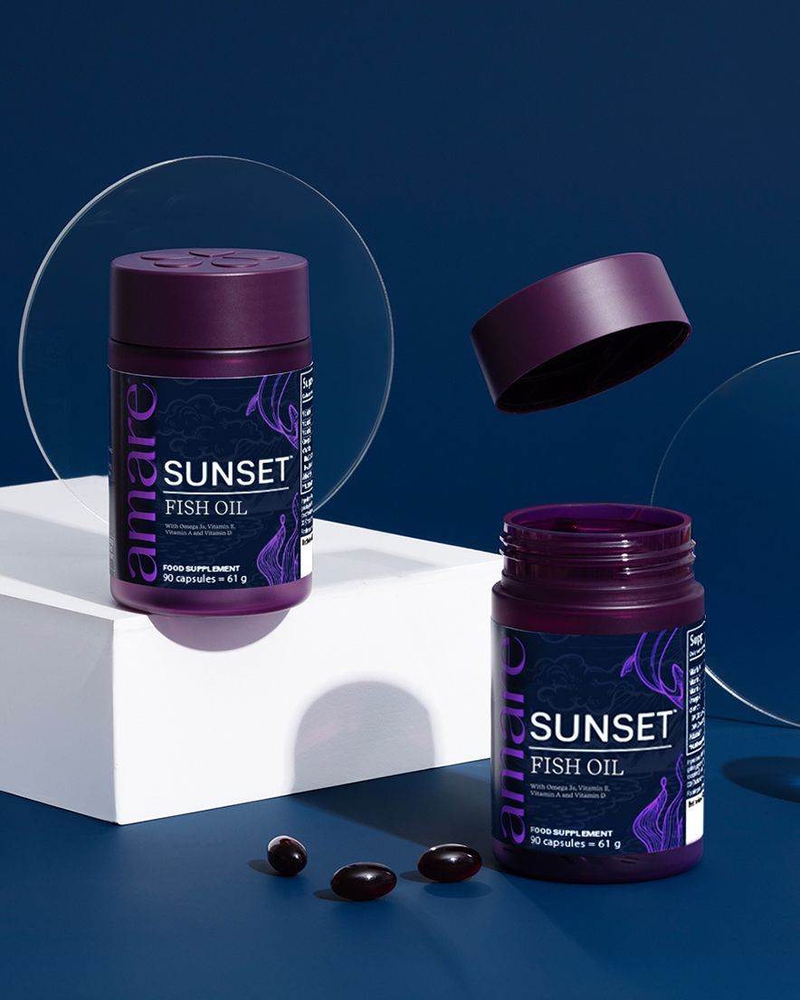 amare
SUNSET™
FISH OIL
With Omega 3s, Vitamin E,
Vitamin A and Vitamin D
FOOD SUPPLEMENT
90 capsules = 61 g
amare
SUNSET™
FISH OIL
With Omega 3s, Vitamin E,
Vitamin A and Vitamin D
FOOD SUPPLEMENT
90 capsules = 61 g